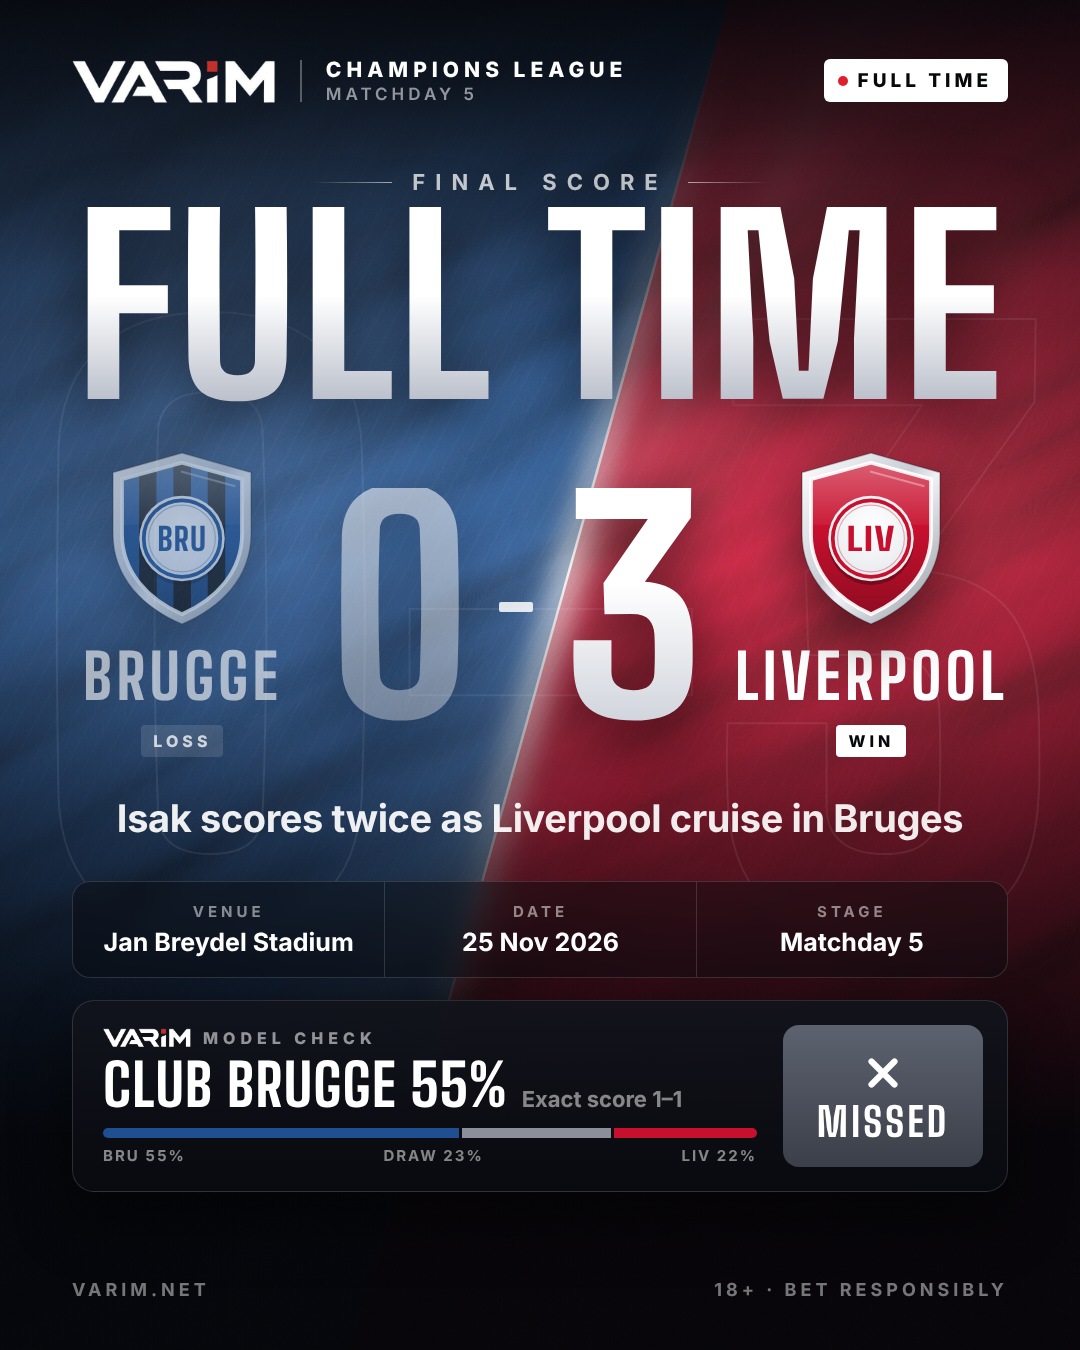 VARiM
CHAMPIONS LEAGUE
MATCHDAY 5
FULL TIME
FINAL SCORE
FULL TIME
BRU
LIV
0 - 3
BRUGGE
LIVERPOOL
LOSS
WIN
Isak scores twice as Liverpool cruise in Bruges
VENUE
Jan Breydel Stadium
DATE
25 Nov 2026
STAGE
Matchday 5
VARiM MODEL CHECK
CLUB BRUGGE 55% Exact score 1–1
BRU 55% DRAW 23% LIV 22%
MISSED
VARIM.NET
18+ · BET RESPONSIBLY